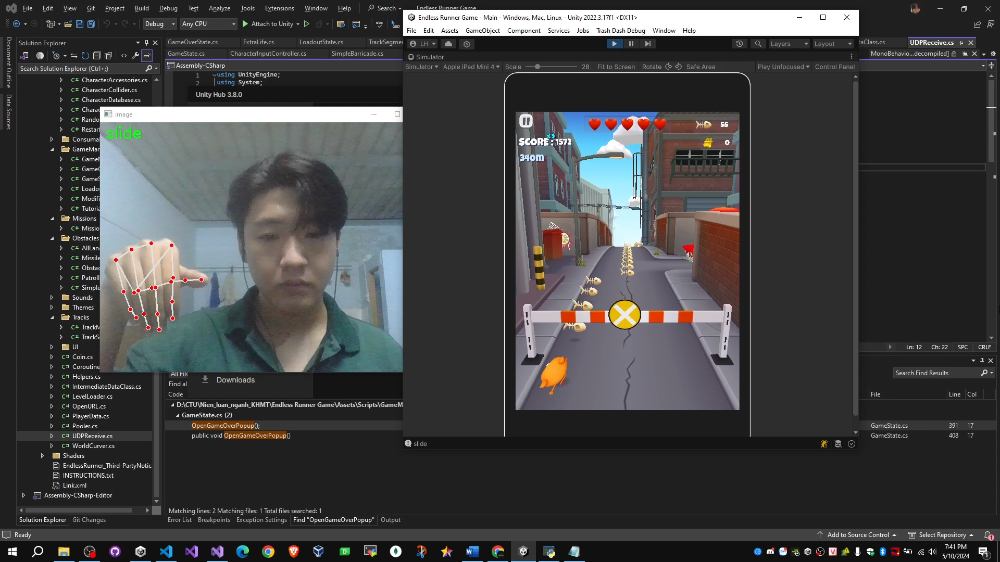 File Edit View Git Project Build Debug Test Analyze Tools Extensions Window Help Search Endless Runner Game
Debug Any CPU Attach to Unity
Document Outline
Data Sources
Solution Explorer
Search Solution Explorer (Ctrl+;)
CharacterAccessories.cs
CharacterCollider.cs
CharacterDatabase.cs
Charac
Rando
Restart
Consuma
GameMan
GameM
GameO
GameS
Loado
Modifi
Tutoria
Missions
Missio
Obstacles
AllLan
Missile
Obstac
Patroll
Simple
Sounds
Themes
Tracks
TrackM
TrackS
UI
Coin.cs
Coroutine
Helpers.cs
IntermediateDataClass.cs
LevelLoader.cs
OpenURL.cs
PlayerData.cs
Pooler.cs
UDPReceive.cs
WorldCurver.cs
Shaders
EndlessRunner_Third-PartyNotic
INSTRUCTIONS.txt
Link.xml
Assembly-CSharp-Editor
Solution Explorer Git Changes
GameOverState.cs ExtraLife.cs LoadoutState.cs TrackSegmen
GameState.cs CharacterInputController.cs SimpleBarricade.cs
Assembly-CSharp
1 using UnityEngine;
2 using System;
Unity Hub 3.8.0
image
slide
All File
Downloads
Find al
Code
D:\CTU\Nien_luan_nganh_KHMT\Endless Runner Game\Assets\Scripts\GameM
GameState.cs (2)
OpenGameOverPopup();
public void OpenGameOverPopup()
Matching lines: 2 Matching files: 1 Total files searched: 1
Error List Breakpoints Exception Settings Find "OpenGameOverPopup" Output
Endless Runner Game - Main - Windows, Mac, Linux - Unity 2022.3.17f1 <DX11>
File Edit Assets GameObject Component Services Jobs Trash Dash Debug Window Help
LH Layers Layout
Simulator
Simulator Apple iPad Mini 4 Scale 28 Fit to Screen Rotate Safe Area Play Unfocused Control Panel
55
x5
SCORE : 1572 0
340m
slide
taClass.cs UDPReceive.cs
MonoBehavio...decompiled]
Ln: 12 Ch: 22 SPC CRLF
Search Find Results
File Line Col
GameState.cs 391 17
GameState.cs 408 17
Ready Add to Source Control Select Repository
7:41 PM
5/10/2024